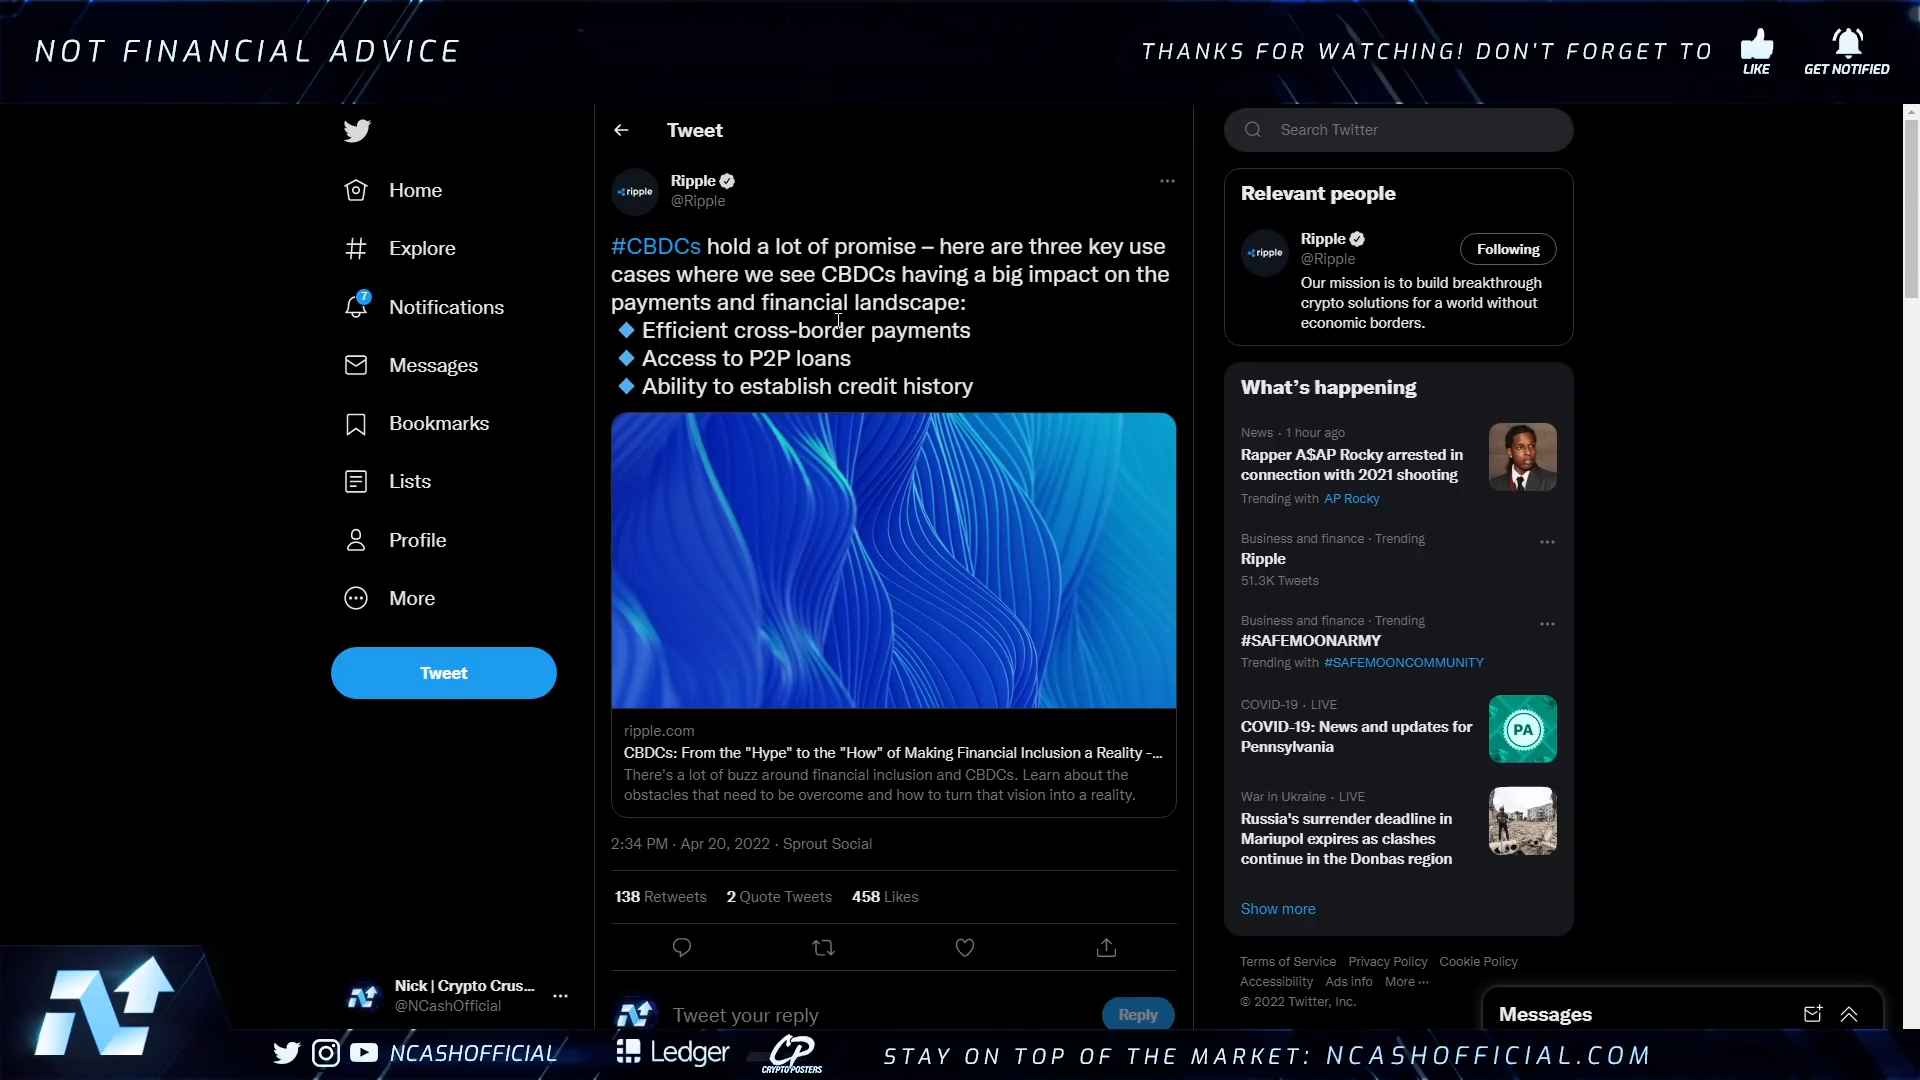 NOT FINANCIAL ADVICE
THANKS FOR WATCHING! DON'T FORGET TO
LIKE
GET NOTIFIED
Home
Explore
7
Notifications
Messages
Bookmarks
Lists
Profile
More
Tweet
Nick | Crypto Crus...
@NCashOfficial
Tweet
ripple
Ripple
@Ripple
#CBDCs hold a lot of promise – here are three key use
cases where we see CBDCs having a big impact on the
payments and financial landscape:
Efficient cross-border payments
Access to P2P loans
Ability to establish credit history
ripple.com
CBDCs: From the "Hype" to the "How" of Making Financial Inclusion a Reality -...
There's a lot of buzz around financial inclusion and CBDCs. Learn about the
obstacles that need to be overcome and how to turn that vision into a reality.
2:34 PM · Apr 20, 2022 · Sprout Social
138 Retweets 2 Quote Tweets 458 Likes
Tweet your reply
Reply
Search Twitter
Relevant people
ripple
Ripple
@Ripple
Following
Our mission is to build breakthrough
crypto solutions for a world without
economic borders.
What's happening
News · 1 hour ago
Rapper A$AP Rocky arrested in
connection with 2021 shooting
Trending with AP Rocky
Business and finance · Trending
Ripple
51.3K Tweets
Business and finance · Trending
#SAFEMOONARMY
Trending with #SAFEMOONCOMMUNITY
COVID-19 · LIVE
COVID-19: News and updates for
Pennsylvania
PA
War in Ukraine · LIVE
Russia's surrender deadline in
Mariupol expires as clashes
continue in the Donbas region
Show more
Terms of Service Privacy Policy Cookie Policy
Accessibility Ads info More ···
© 2022 Twitter, Inc.
Messages
NCASHOFFICIAL
Ledger
CP
CRYPTOPOSTERS
STAY ON TOP OF THE MARKET: NCASHOFFICIAL.COM